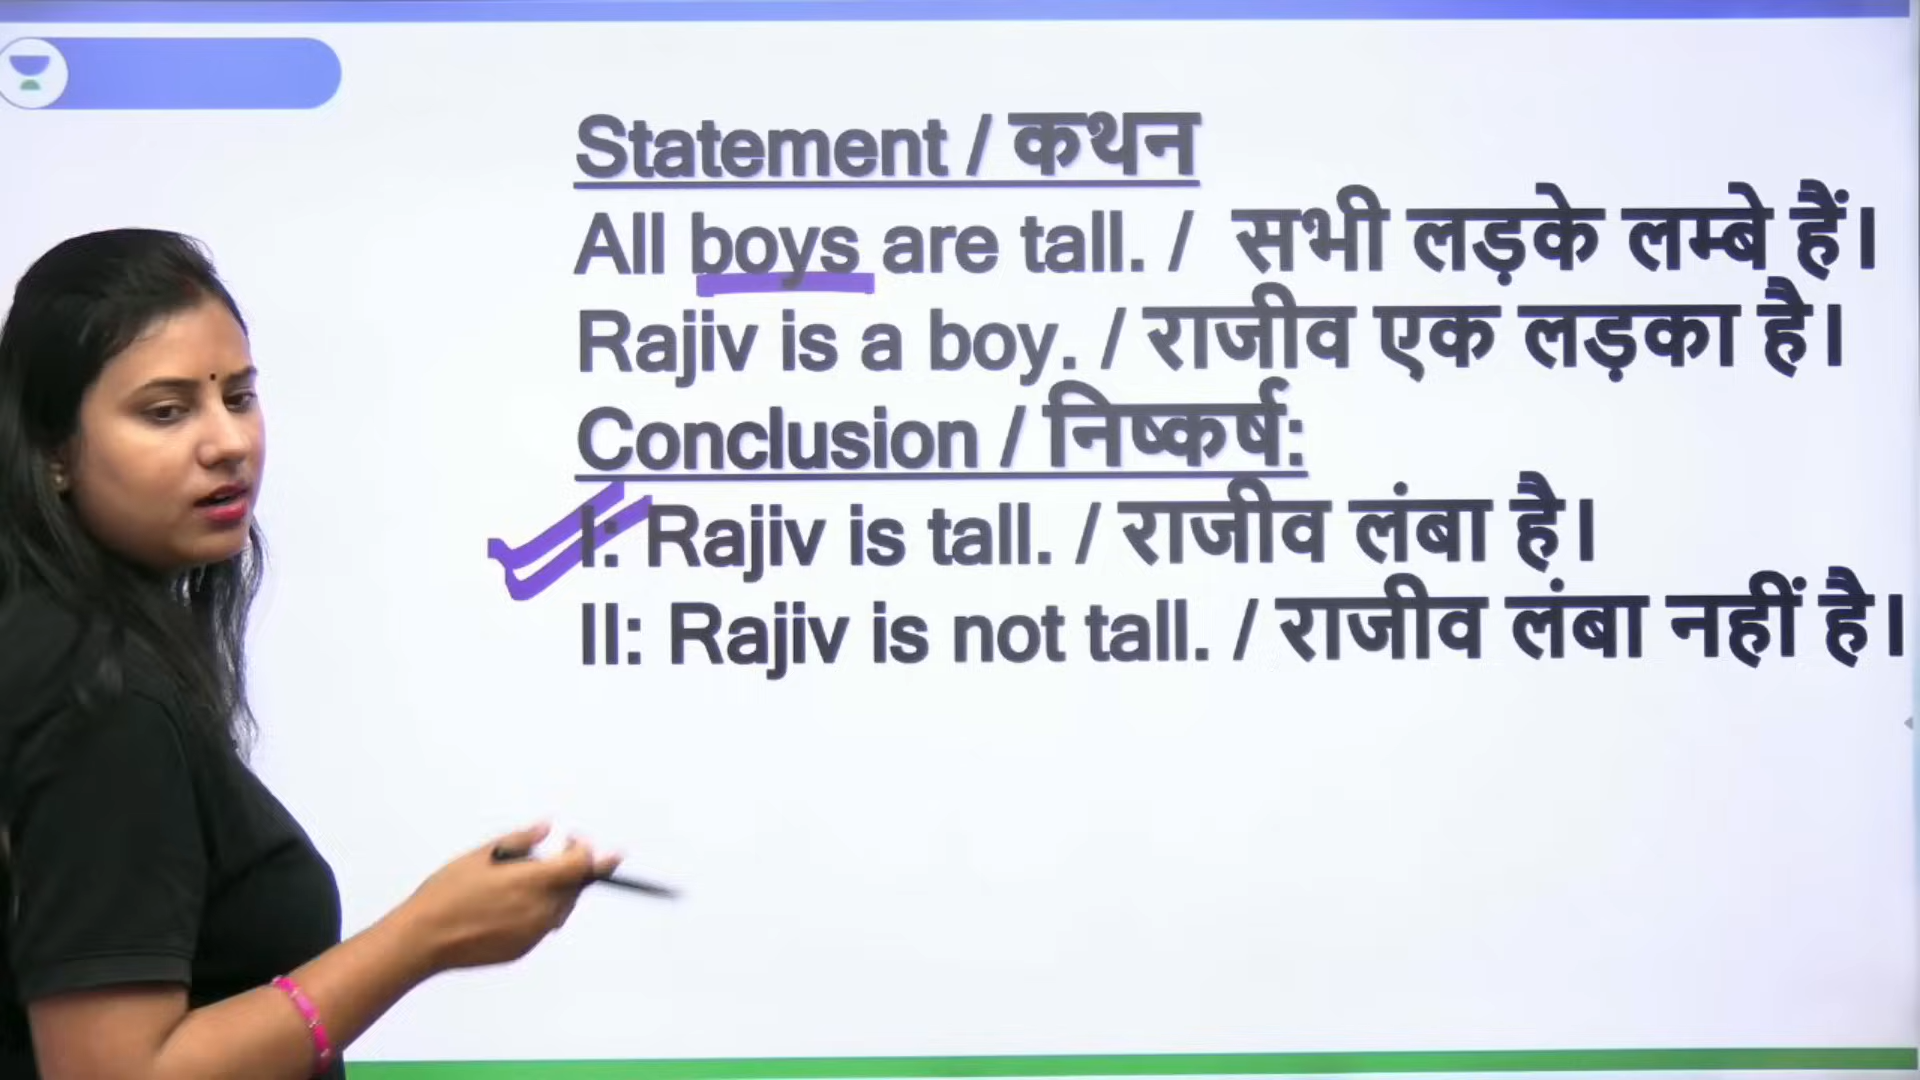 Statement / कथन
All boys are tall. / सभी लड़के लम्बे हैं।
Rajiv is a boy. / राजीव एक लड़का है।
Conclusion / निष्कर्ष:
I: Rajiv is tall. / राजीव लंबा है।
II: Rajiv is not tall. / राजीव लंबा नहीं है।